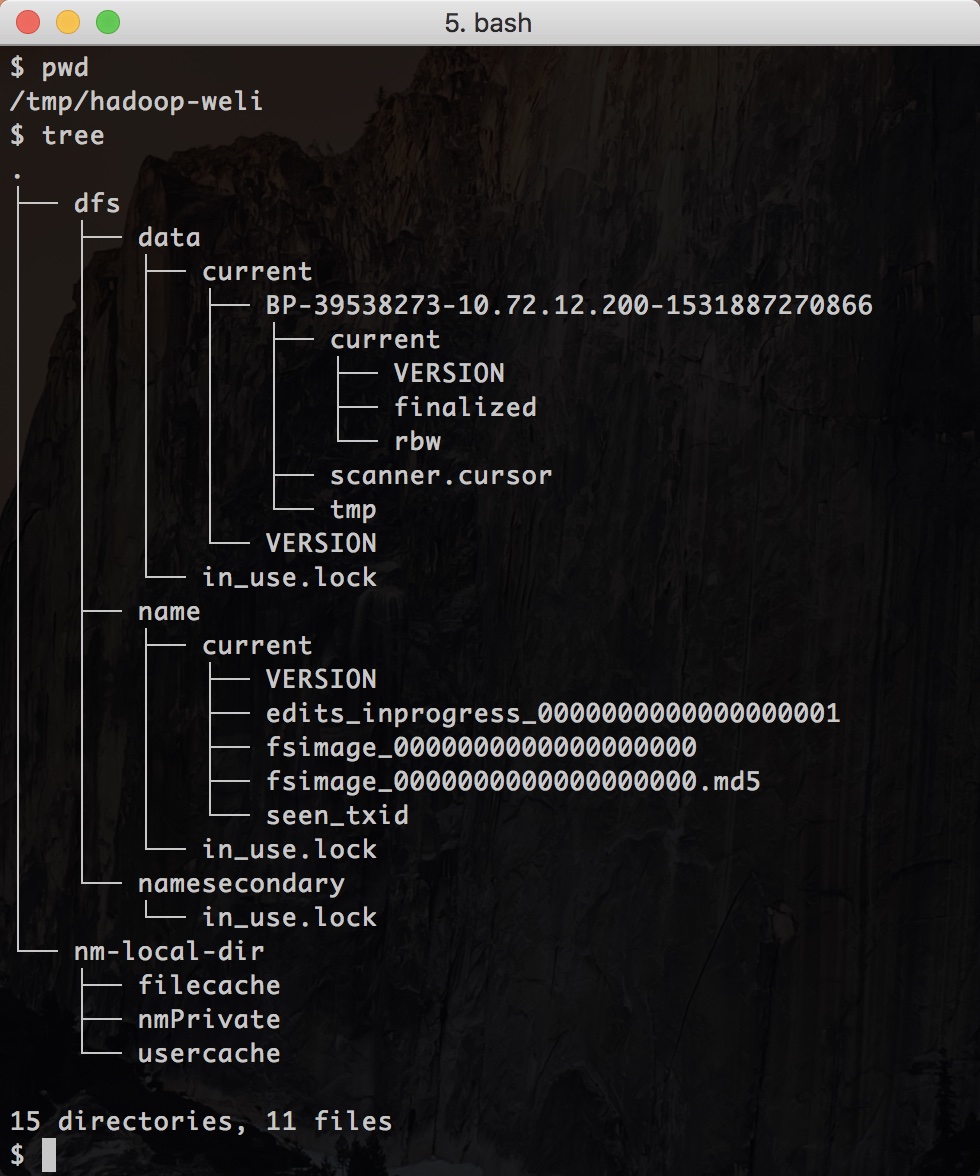 5. bash
$ pwd
/tmp/hadoop-weli
$ tree
.
├── dfs
│   ├── data
│   │   ├── current
│   │   │   ├── BP-39538273-10.72.12.200-1531887270866
│   │   │   │   ├── current
│   │   │   │   │   ├── VERSION
│   │   │   │   │   ├── finalized
│   │   │   │   │   └── rbw
│   │   │   │   ├── scanner.cursor
│   │   │   │   └── tmp
│   │   │   └── VERSION
│   │   └── in_use.lock
│   ├── name
│   │   ├── current
│   │   │   ├── VERSION
│   │   │   ├── edits_inprogress_0000000000000000001
│   │   │   ├── fsimage_0000000000000000000
│   │   │   ├── fsimage_0000000000000000000.md5
│   │   │   └── seen_txid
│   │   └── in_use.lock
│   └── namesecondary
│       └── in_use.lock
└── nm-local-dir
    ├── filecache
    ├── nmPrivate
    └── usercache

15 directories, 11 files
$